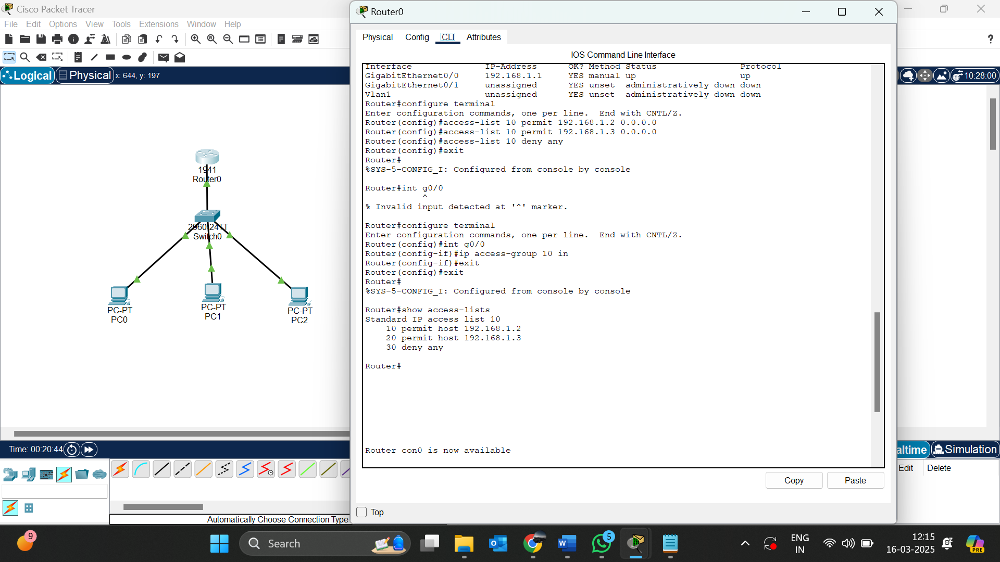 Cisco Packet Tracer
File Edit Options View Tools Extensions Window Help
Logical
Physical
x: 644, y: 197
10:28:00
?
1941
Router0
2960-24TT
Switch0
PC-PT
PC0
PC-PT
PC1
PC-PT
PC2
Time: 00:20:44
altime
Simulation
Edit
Delete
Automatically Choose Connection Type
Router0
Physical Config CLI Attributes
IOS Command Line Interface
Interface IP-Address OK? Method Status Protocol
GigabitEthernet0/0 192.168.1.1 YES manual up up
GigabitEthernet0/1 unassigned YES unset administratively down down
Vlan1 unassigned YES unset administratively down down
Router#configure terminal
Enter configuration commands, one per line. End with CNTL/Z.
Router(config)#access-list 10 permit 192.168.1.2 0.0.0.0
Router(config)#access-list 10 permit 192.168.1.3 0.0.0.0
Router(config)#access-list 10 deny any
Router(config)#exit
Router#
%SYS-5-CONFIG_I: Configured from console by console
Router#int g0/0
^
% Invalid input detected at '^' marker.
Router#configure terminal
Enter configuration commands, one per line. End with CNTL/Z.
Router(config)#int g0/0
Router(config-if)#ip access-group 10 in
Router(config-if)#exit
Router(config)#exit
Router#
%SYS-5-CONFIG_I: Configured from console by console
Router#show access-lists
Standard IP access list 10
10 permit host 192.168.1.2
20 permit host 192.168.1.3
30 deny any
Router#
Router con0 is now available
Copy
Paste
Top
9
Search
5
ENG
IN
12:15
16-03-2025
PRE